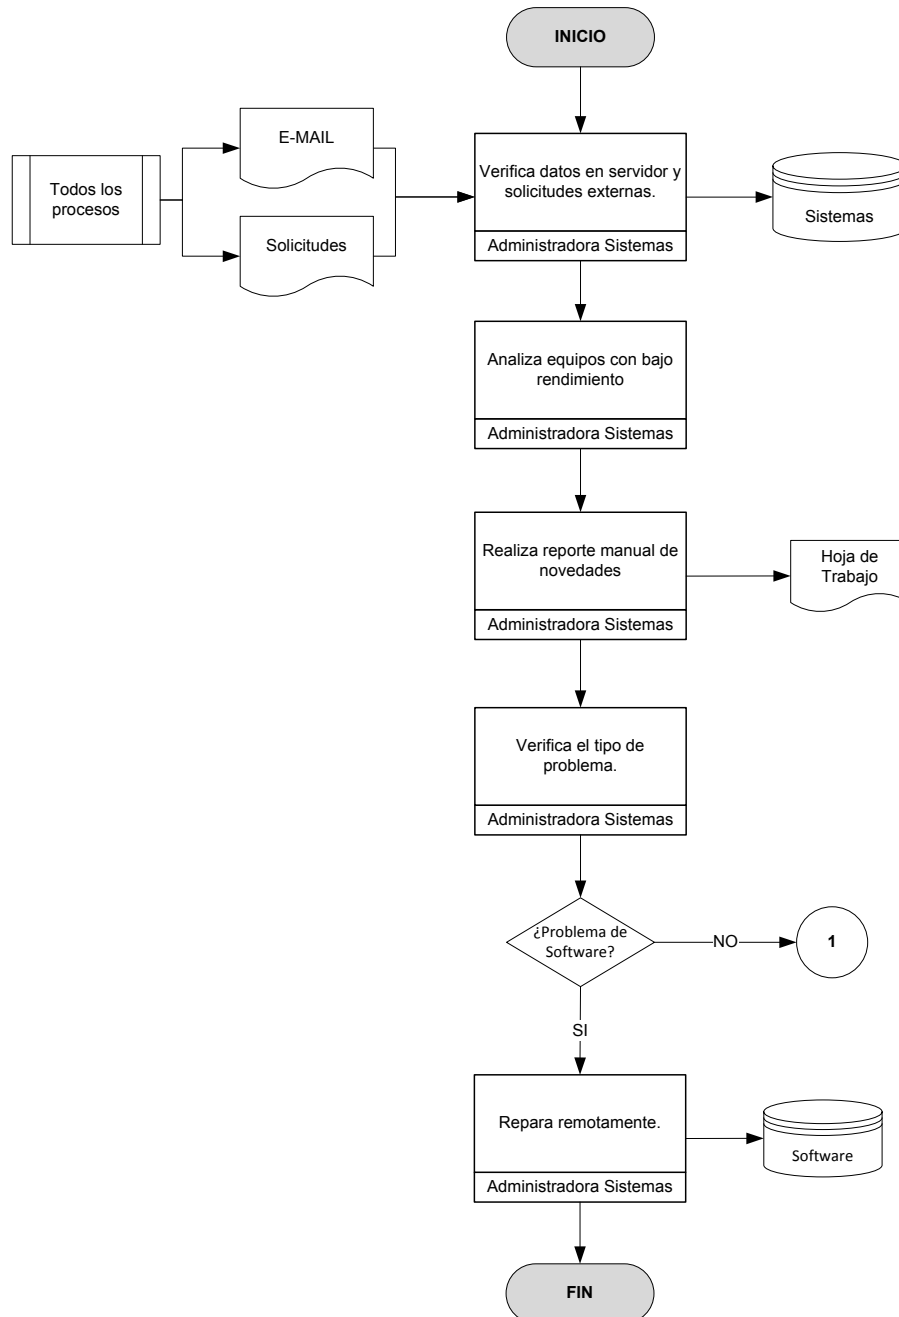 INICIO
E-MAIL
Todos los
procesos
Solicitudes
Verifica datos en servidor y
solicitudes externas.
Administradora Sistemas
Sistemas
Analiza equipos con bajo
rendimiento
Administradora Sistemas
Realiza reporte manual de
novedades
Administradora Sistemas
Hoja de
Trabajo
Verifica el tipo de
problema.
Administradora Sistemas
¿Problema de
Software?
NO
1
SI
Repara remotamente.
Administradora Sistemas
Software
FIN